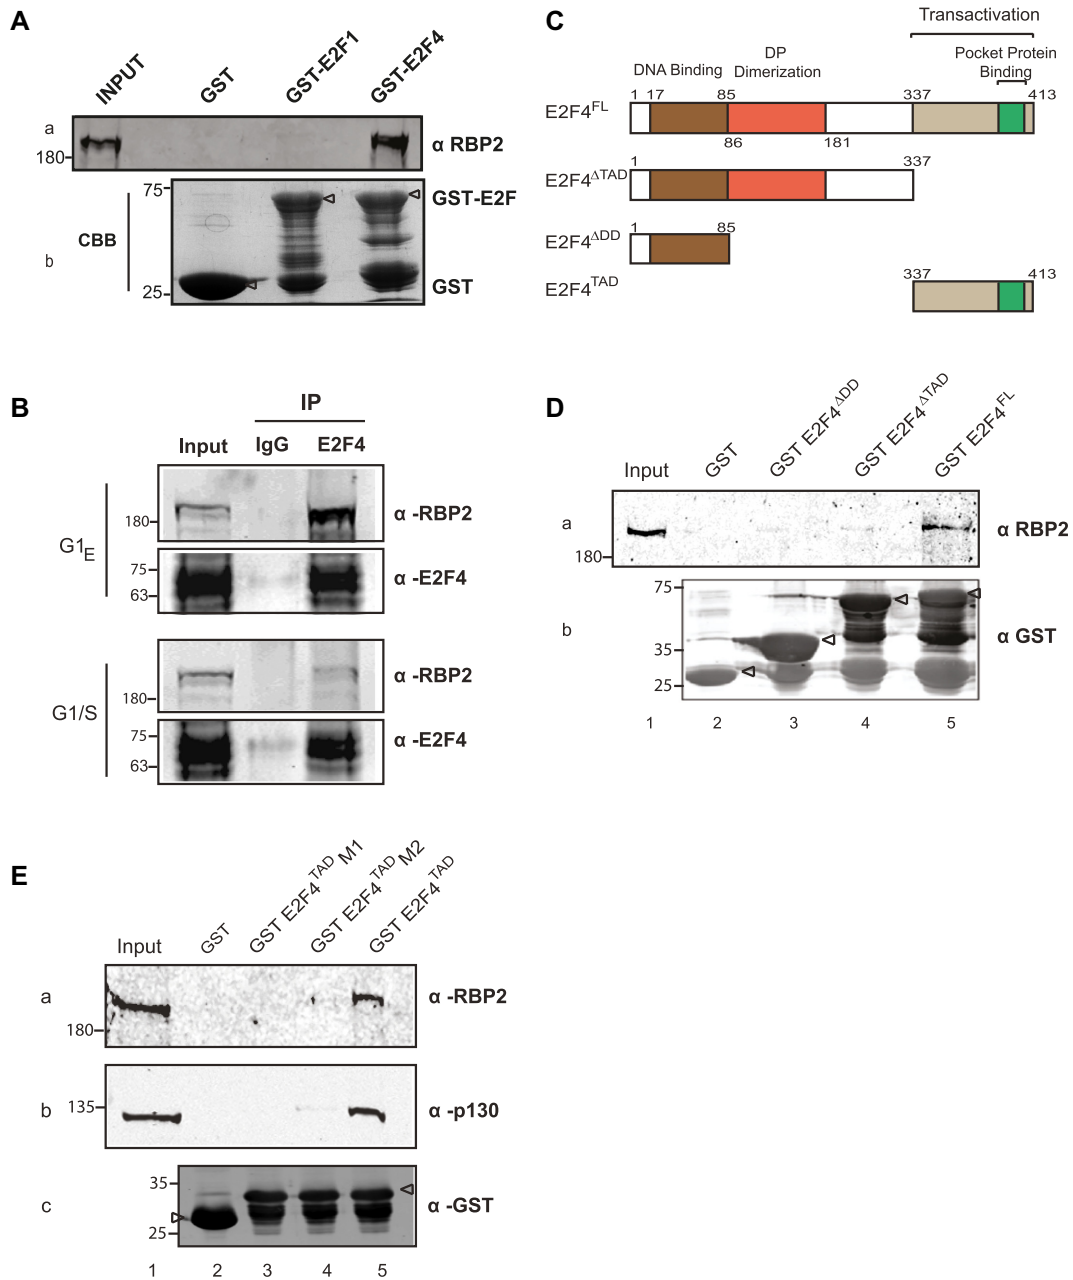 A
INPUT
GST
GST-E2F1
GST-E2F4
a
180
α RBP2
75
GST-E2F
CBB
b
25
GST
C
Transactivation
DNA Binding
DP
Dimerization
Pocket Protein
Binding
1 17 85 337 413
E2F4FL
86 181
1 337
E2F4ΔTAD
1 85
E2F4ΔDD
337 413
E2F4TAD
B
IP
Input IgG E2F4
G1E
180
α -RBP2
75
63
α -E2F4
G1/S
180
α -RBP2
75
63
α -E2F4
D
Input
GST
GST E2F4ΔDD
GST E2F4ΔTAD
GST E2F4FL
a
180
α RBP2
75
b
35
25
α GST
1 2 3 4 5
E
Input
GST
GST E2F4TAD M1
GST E2F4TAD M2
GST E2F4TAD
a
180
α -RBP2
b
135
α -p130
35
c
25
α -GST
1 2 3 4 5